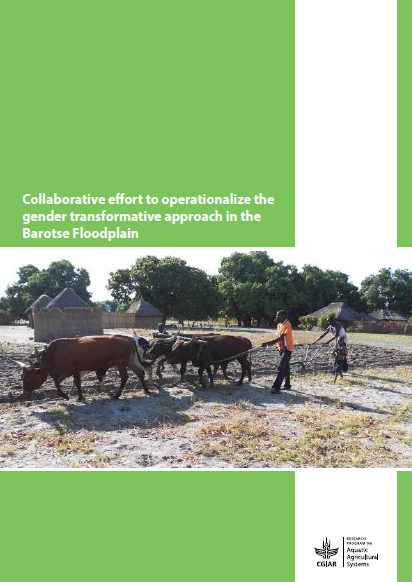 Collaborative effort to operationalize the
gender transformative approach in the
Barotse Floodplain
CGIAR
RESEARCH
PROGRAM ON
Aquatic
Agricultural
Systems